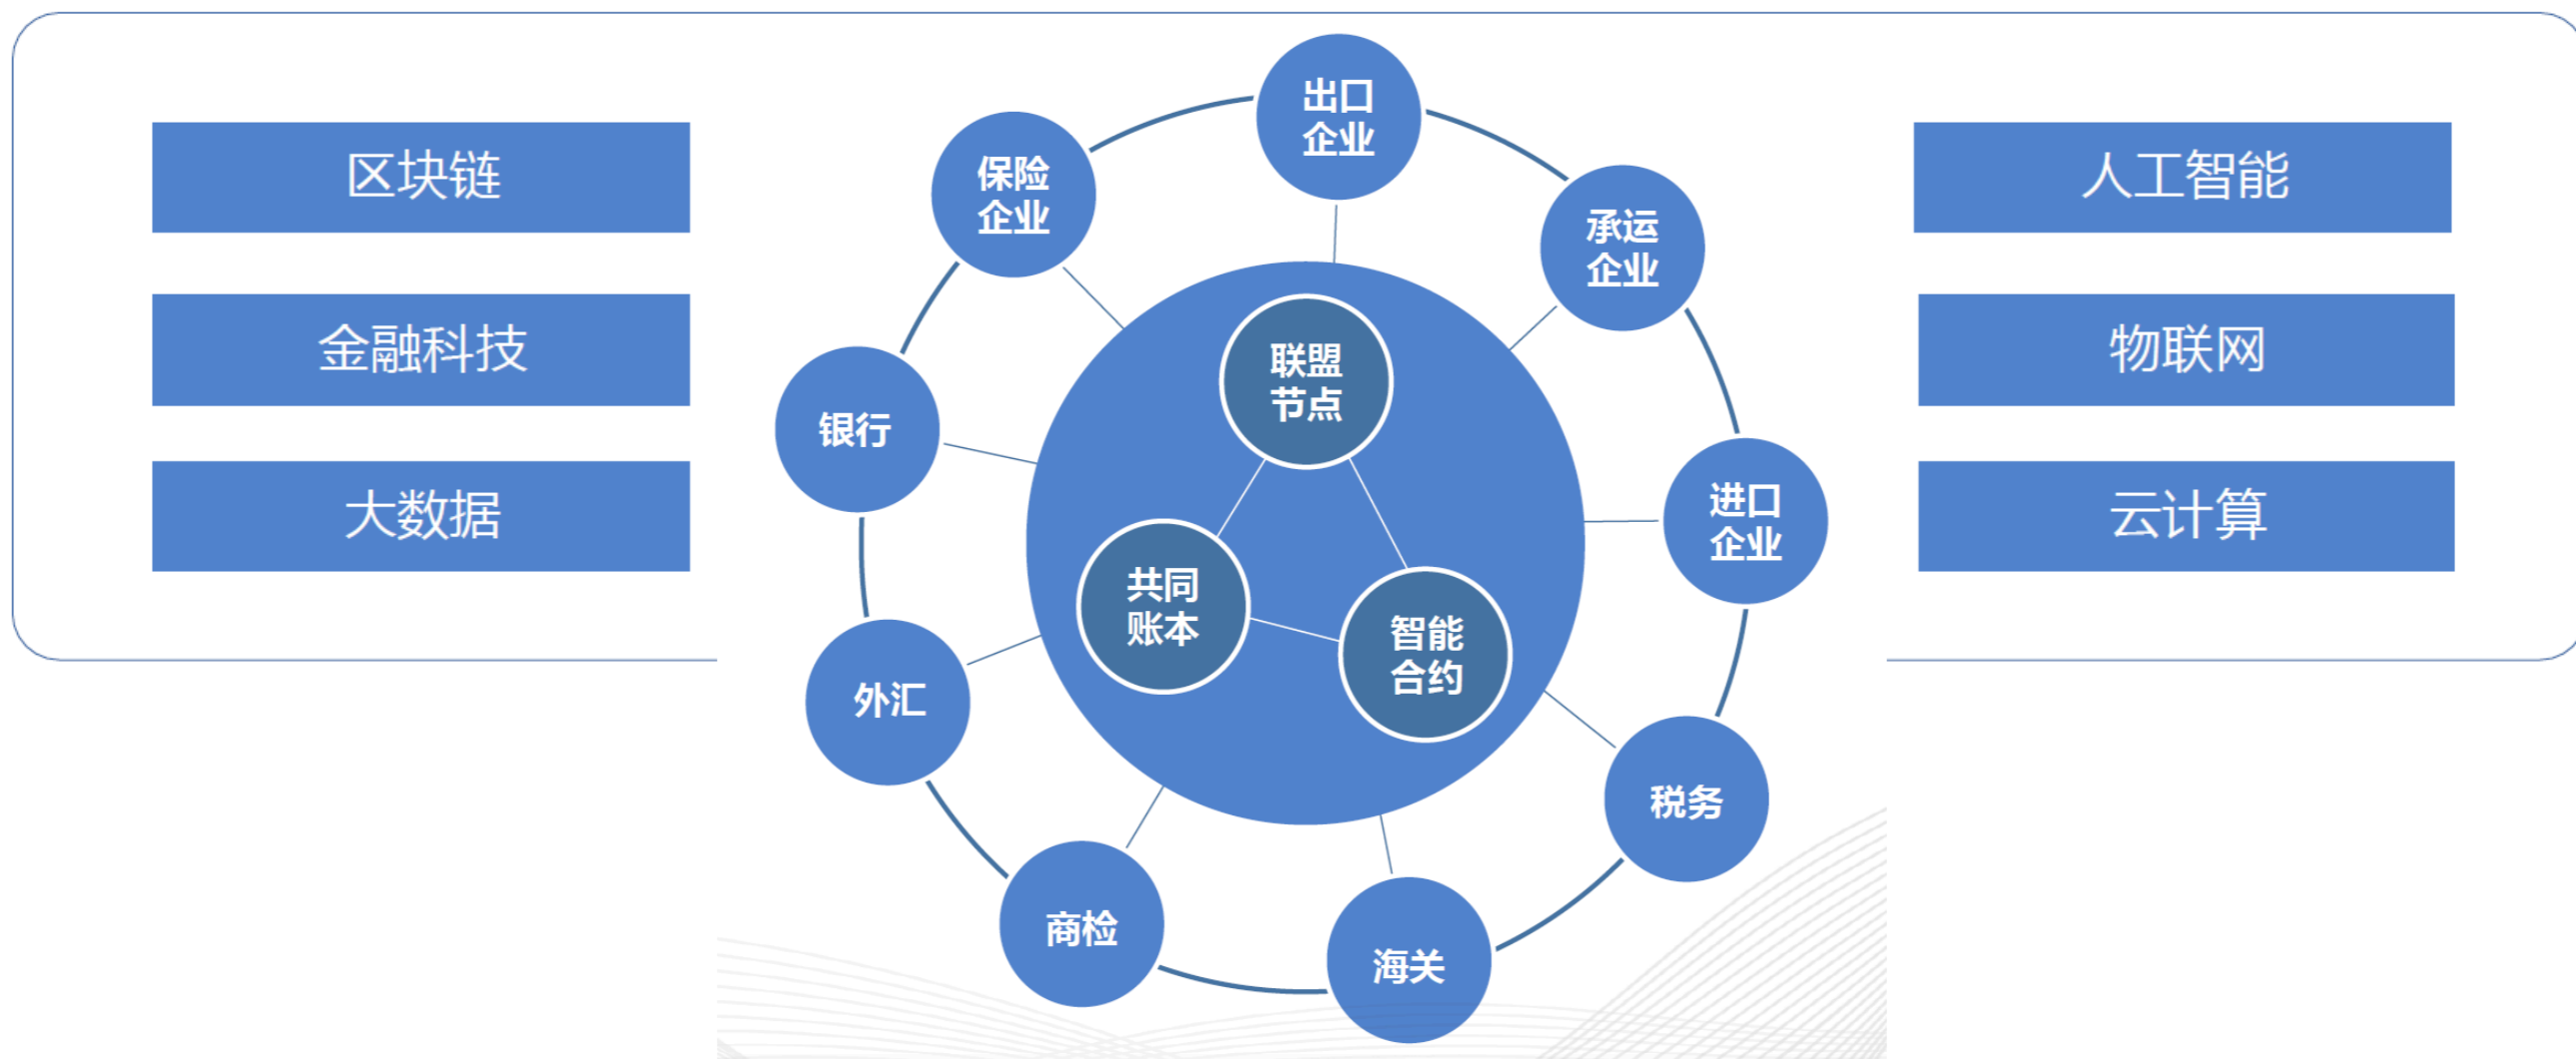 区块链
金融科技
大数据
出口
企业
保险
企业
承运
企业
银行
进口
企业
外汇
税务
商检
海关
联盟
节点
共同
账本
智能
合约
人工智能
物联网
云计算